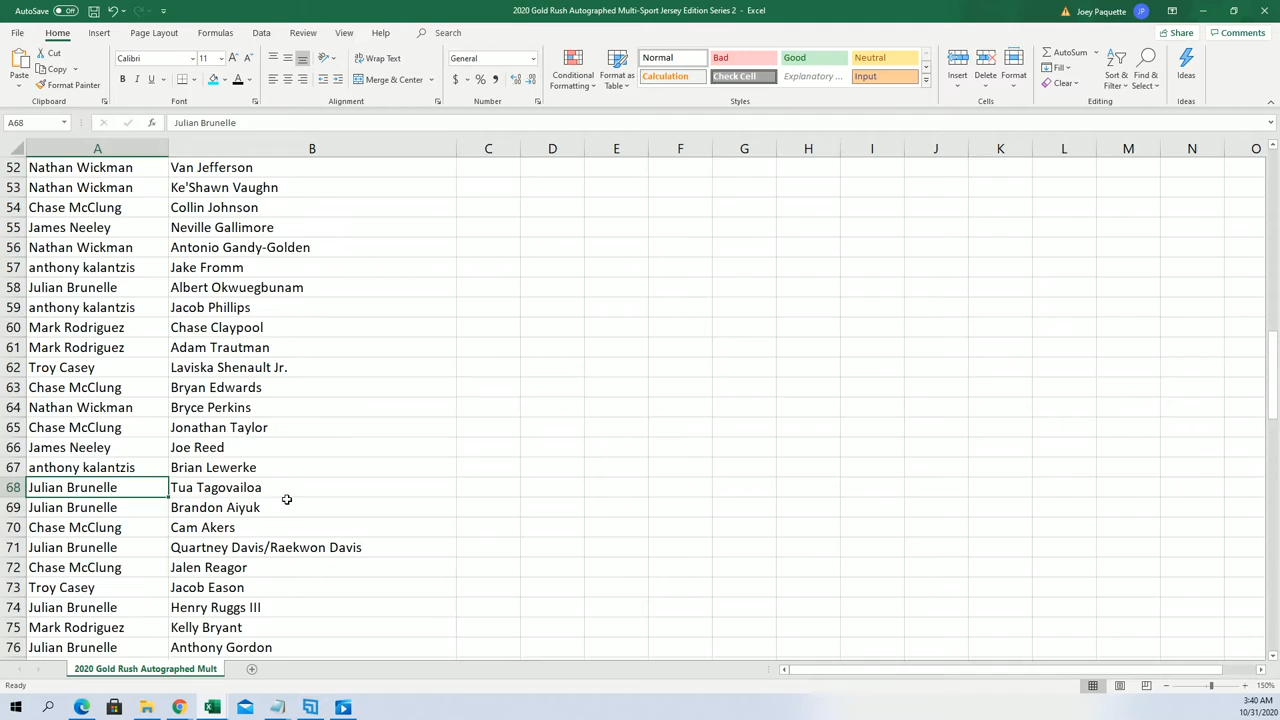 AutoSave Off 2020 Gold Rush Autographed Multi-Sport Jersey Edition Series 2 - Excel Joey Paquette JP
File Home Insert Page Layout Formulas Data Review View Help Search Share Comments
Paste Cut Copy Format Painter Clipboard
Calibri 11 B I U A Font
Wrap Text Merge & Center Alignment
General $ % Number
Conditional Formatting Format as Table
Normal Bad Good Neutral
Calculation Check Cell Explanatory ... Input
Styles
Insert Delete Format Cells
AutoSum Fill Clear Sort & Filter Find & Select Editing
Ideas Ideas
A68 fx Julian Brunelle
A B C D E F G H I J K L M N O
52 Nathan Wickman Van Jefferson
53 Nathan Wickman Ke'Shawn Vaughn
54 Chase McClung Collin Johnson
55 James Neeley Neville Gallimore
56 Nathan Wickman Antonio Gandy-Golden
57 anthony kalantzis Jake Fromm
58 Julian Brunelle Albert Okwuegbunam
59 anthony kalantzis Jacob Phillips
60 Mark Rodriguez Chase Claypool
61 Mark Rodriguez Adam Trautman
62 Troy Casey Laviska Shenault Jr.
63 Chase McClung Bryan Edwards
64 Nathan Wickman Bryce Perkins
65 Chase McClung Jonathan Taylor
66 James Neeley Joe Reed
67 anthony kalantzis Brian Lewerke
68 Julian Brunelle Tua Tagovailoa
69 Julian Brunelle Brandon Aiyuk
70 Chase McClung Cam Akers
71 Julian Brunelle Quartney Davis/Raekwon Davis
72 Chase McClung Jalen Reagor
73 Troy Casey Jacob Eason
74 Julian Brunelle Henry Ruggs III
75 Mark Rodriguez Kelly Bryant
76 Julian Brunelle Anthony Gordon
2020 Gold Rush Autographed Mult
Ready 150%
3:40 AM
10/31/2020